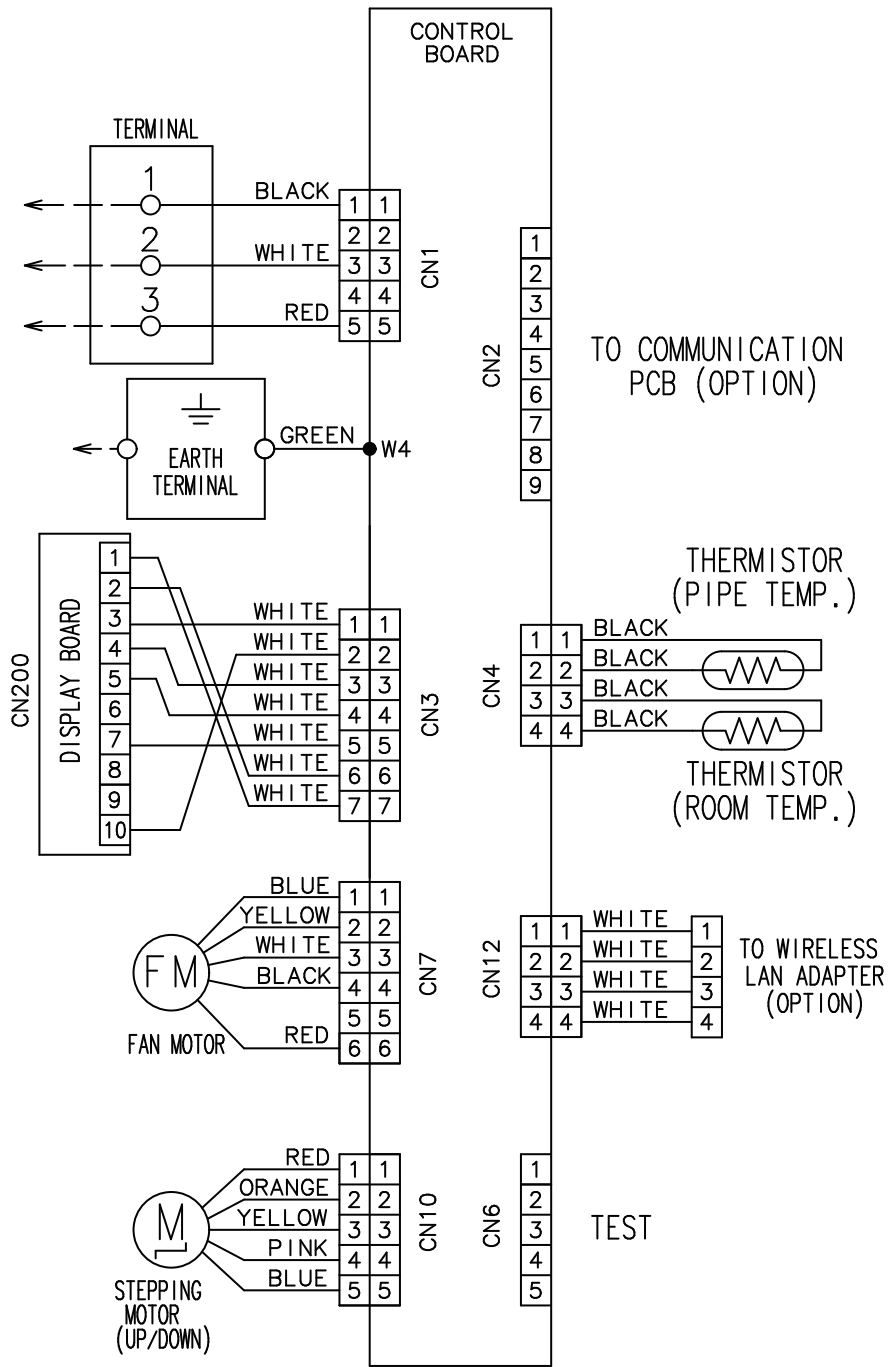 CONTROL
BOARD
TERMINAL
1
2
3
BLACK
WHITE
RED
1 1
2 2
3 3
4 4
5 5
CN1
EARTH
TERMINAL
GREEN
W4
CN2
1
2
3
4
5
6
7
8
9
TO COMMUNICATION
PCB (OPTION)
CN200
DISPLAY BOARD
1
2
3
4
5
6
7
8
9
10
WHITE
WHITE
WHITE
WHITE
WHITE
WHITE
WHITE
1 1
2 2
3 3
4 4
5 5
6 6
7 7
CN3
CN4
1 1
2 2
3 3
4 4
BLACK
BLACK
BLACK
BLACK
THERMISTOR
(PIPE TEMP.)
THERMISTOR
(ROOM TEMP.)
FM
FAN MOTOR
BLUE
YELLOW
WHITE
BLACK
RED
1 1
2 2
3 3
4 4
5 5
6 6
CN7
CN12
1 1
2 2
3 3
4 4
WHITE
WHITE
WHITE
WHITE
1
2
3
4
TO WIRELESS
LAN ADAPTER
(OPTION)
M
STEPPING
MOTOR
(UP/DOWN)
RED
ORANGE
YELLOW
PINK
BLUE
1 1
2 2
3 3
4 4
5 5
CN10
CN6
1
2
3
4
5
TEST